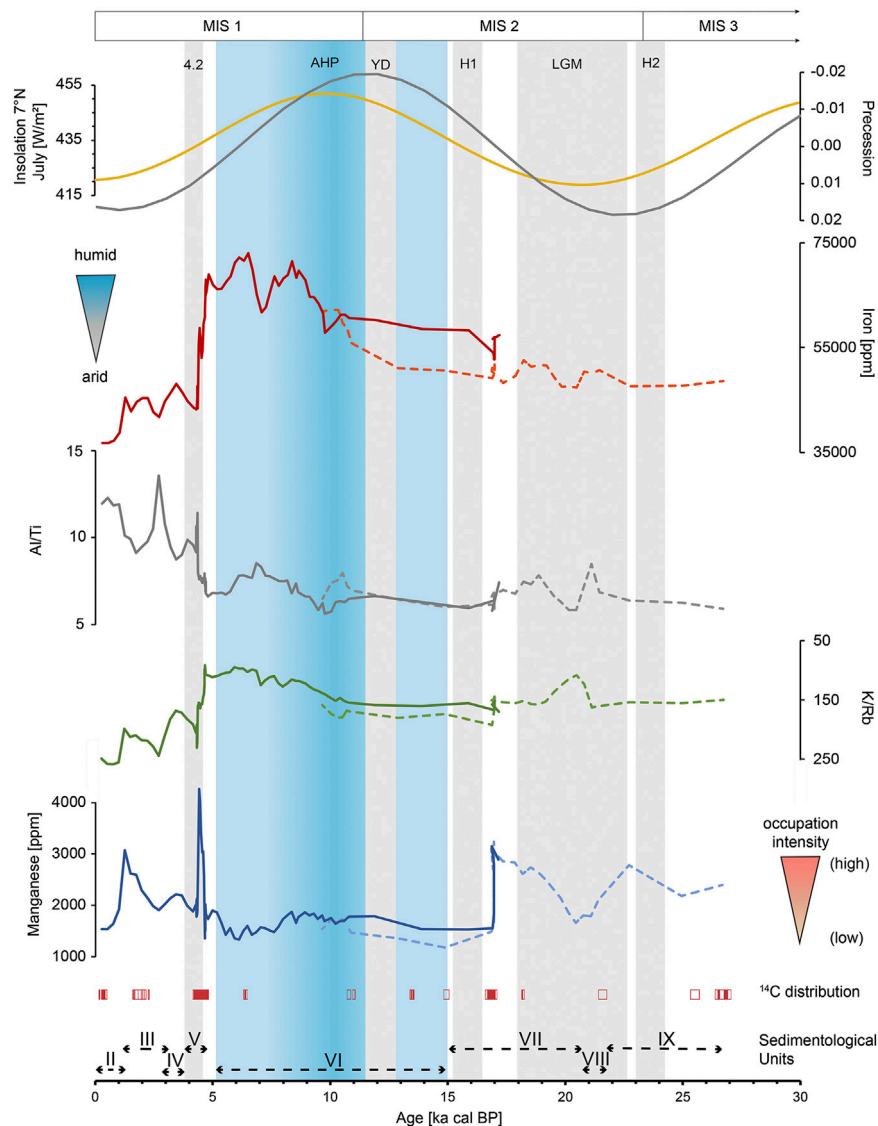 MIS 1 MIS 2 MIS 3
4.2 AHP YD H1 LGM H2
Insolation 7°N
July [W/m²]
455
435
415
Precession
-0.02
-0.01
0.00
0.01
0.02
humid
arid
Iron [ppm]
75000
55000
35000
Al/Ti
15
10
5
K/Rb
50
150
250
Manganese [ppm]
4000
3000
2000
1000
occupation
intensity
(high)
(low)
¹⁴C distribution
Sedimentological
Units
II III IV V VI VII VIII IX
0 5 10 15 20 25 30
Age [ka cal BP]